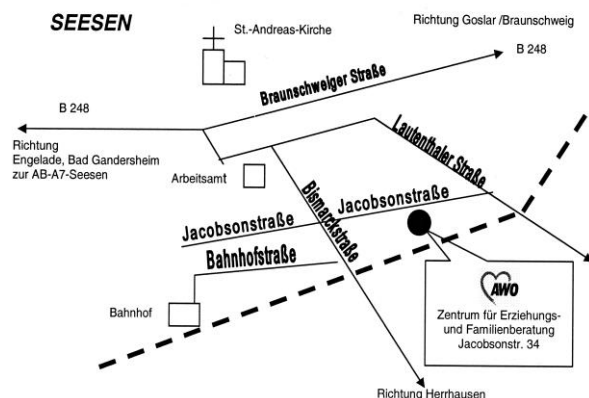 SEESEN
St.-Andreas-Kirche
Richtung Goslar /Braunschweig
B 248
Braunschweiger Straße
B 248
Richtung
Engelade, Bad Gandersheim
zur AB-A7-Seesen
Lautenthaler Straße
Arbeitsamt
Bismarckstraße
Jacobsonstraße
Jacobsonstraße
Bahnhofstraße
Bahnhof
AWO
Zentrum für Erziehungs-
und Familienberatung
Jacobsonstr. 34
Richtung Herrhausen